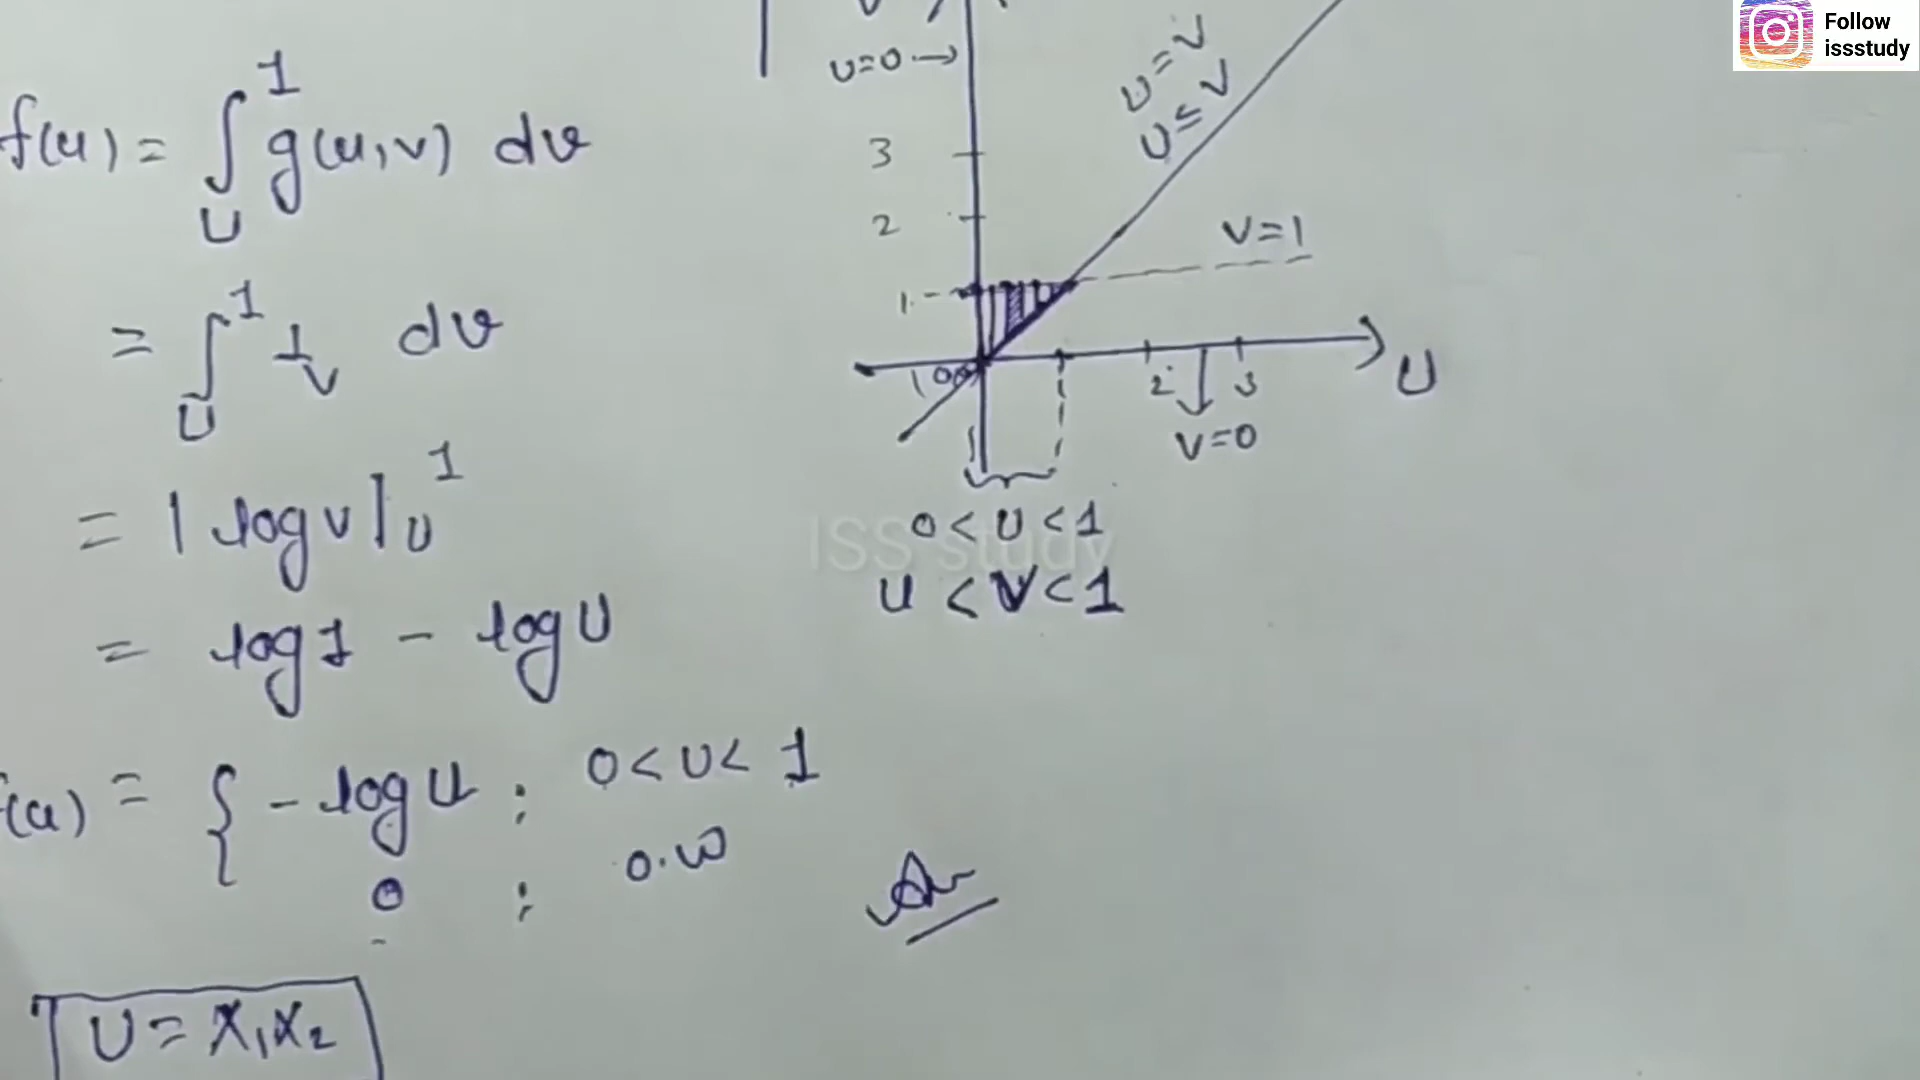 f(u) = ∫_U^1 g(u,v) dv
= ∫_U^1 1/v dv
= | log v |_U^1
= log 1 - log U
(u) = { - log U ; 0 < U < 1
0 ; 0.W
U = X₁X₂
U=0 →
U=V
U≤V
3
2
1
V=1
2 3
U
V=0
0 < U < 1
U < V < 1
ISS study
Follow
issstudy